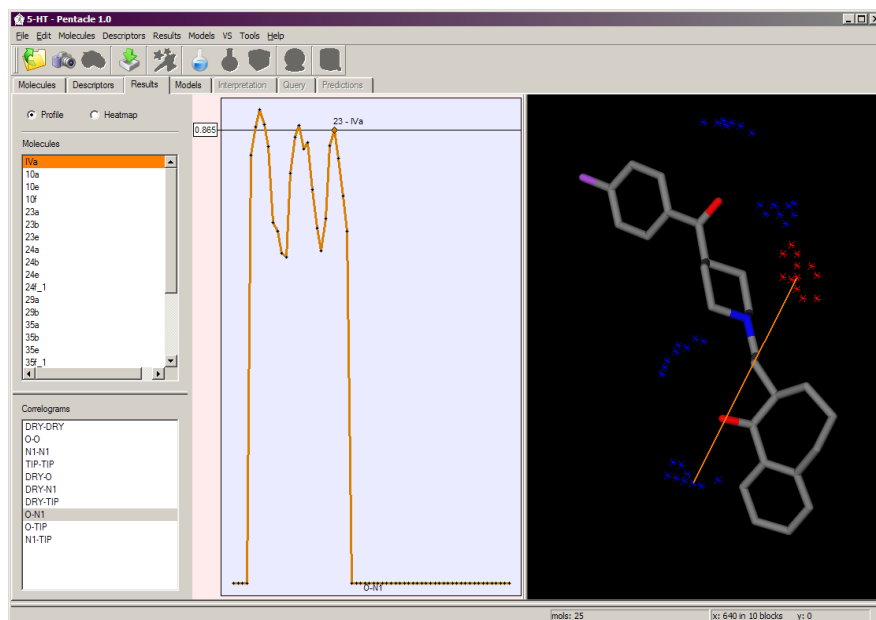 5-HT - Pentacle 1.0
File Edit Molecules Descriptors Results Models VS Tools Help
Molecules Descriptors Results Models Interpretation Query Predictions
Profile Heatmap
Molecules
IVa
10a
10e
10f
23a
23b
23e
24a
24b
24e
24f_1
29a
29b
35a
35b
35e
35f_1
Correlograms
DRY-DRY
O-O
N1-N1
TIP-TIP
DRY-O
DRY-N1
DRY-TIP
O-N1
O-TIP
N1-TIP
0.865
23 - IVa
O-N1
mols: 25 x: 640 in 10 blocks y: 0